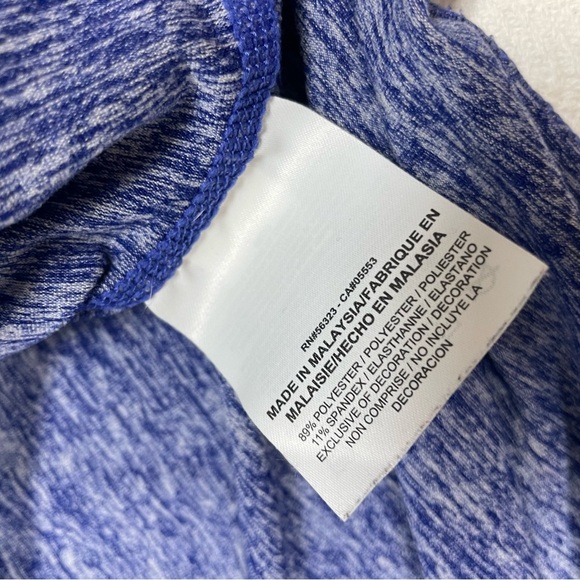 RN#56323 - CA#05553
MADE IN MALAYSIA/FABRIQUE EN
MALAISIE/HECHO EN MALASIA
89% POLYESTER / POLYESTER / POLIESTER
11% SPANDEX / ELASTHANNE / ELASTANO
EXCLUSIVE OF DECORATION / DECORATION
NON COMPRISE / NO INCLUYE LA
DECORACION